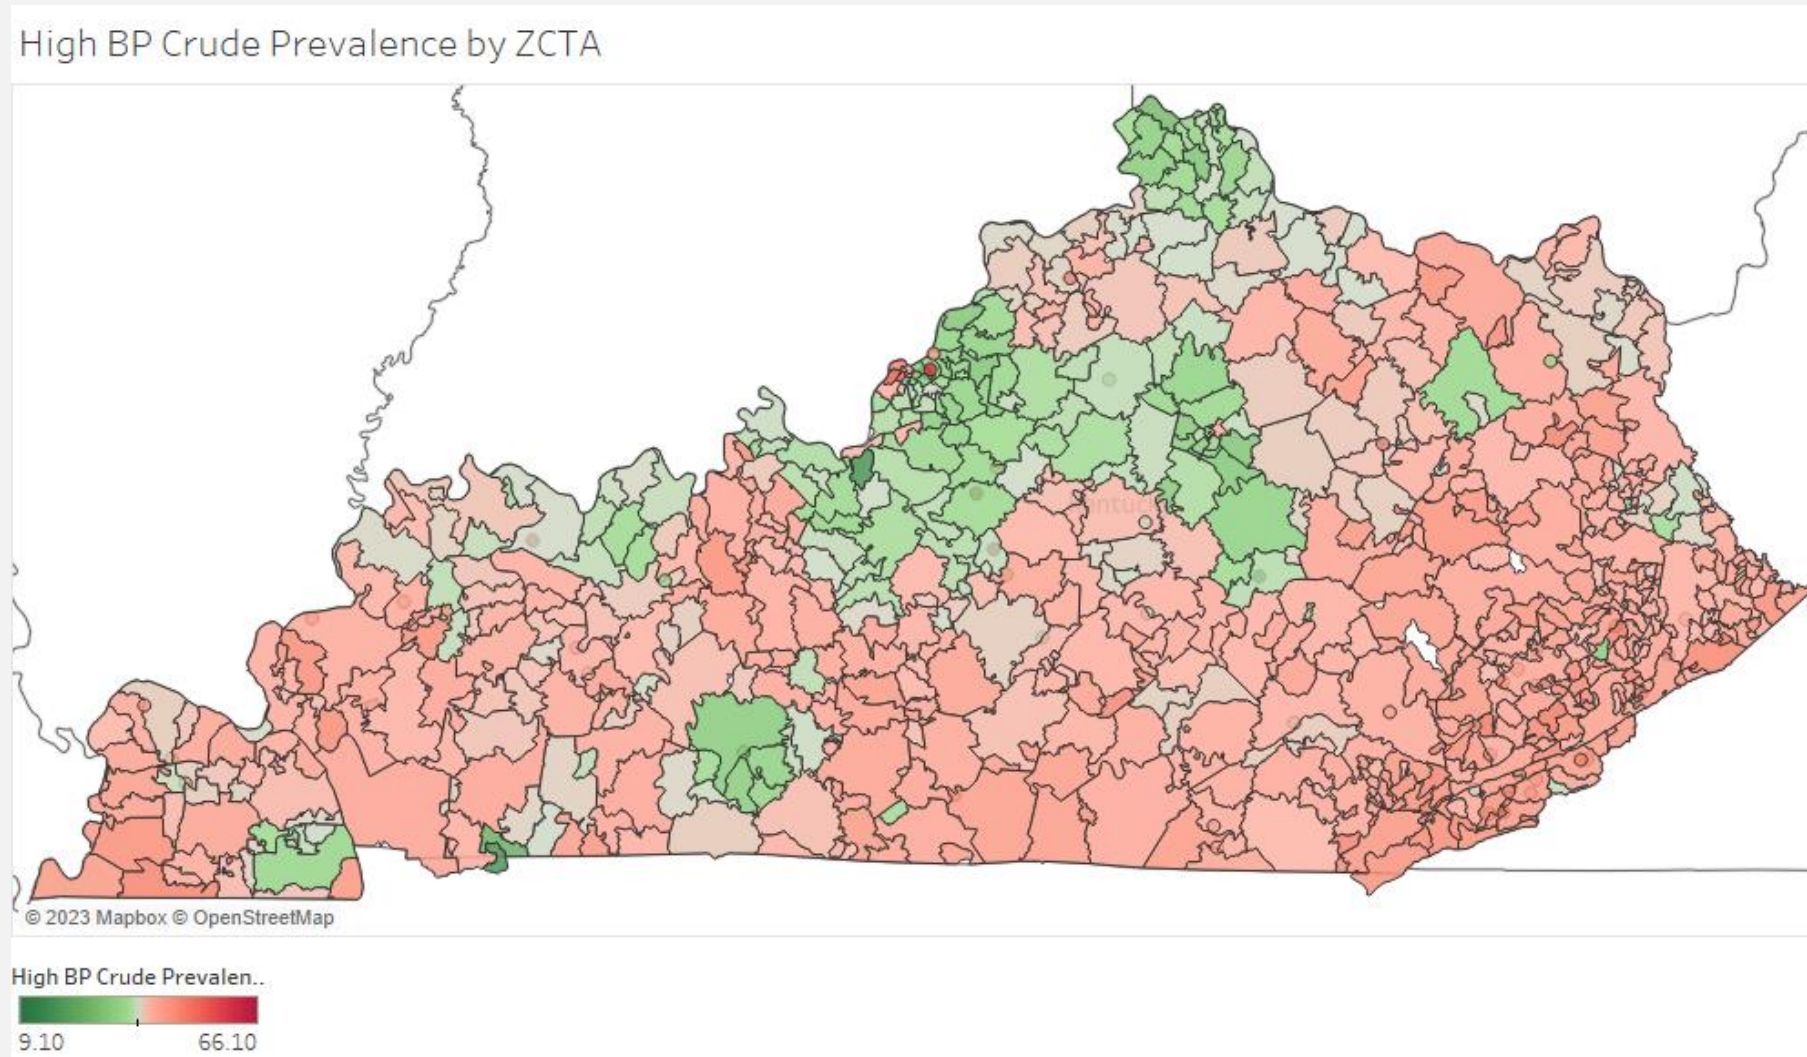 High BP Crude Prevalence by ZCTA
© 2023 Mapbox © OpenStreetMap
High BP Crude Prevalen..
9.10 66.10